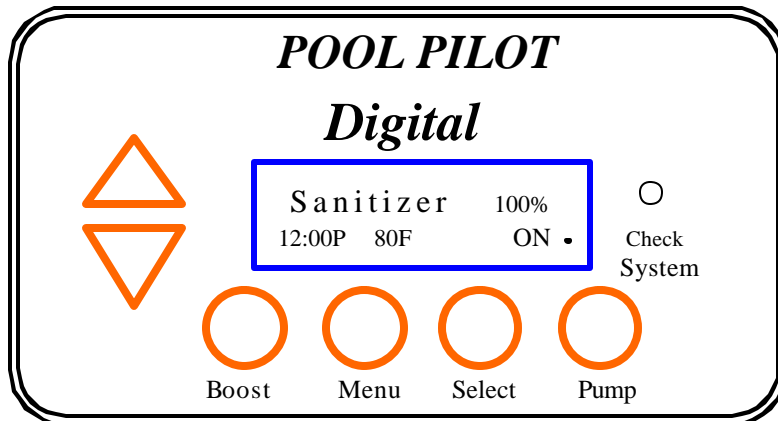 POOL PILOT
Digital
Sanitizer 100%
12:00P 80F ON
Check
System
Boost Menu Select Pump